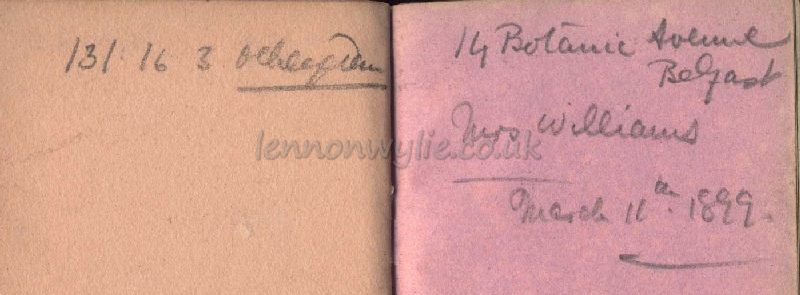 131 16 3
14 Botanic Avenue
Belfast
Mrs Williams
lennonwylie.co.uk
March 11th 1899.